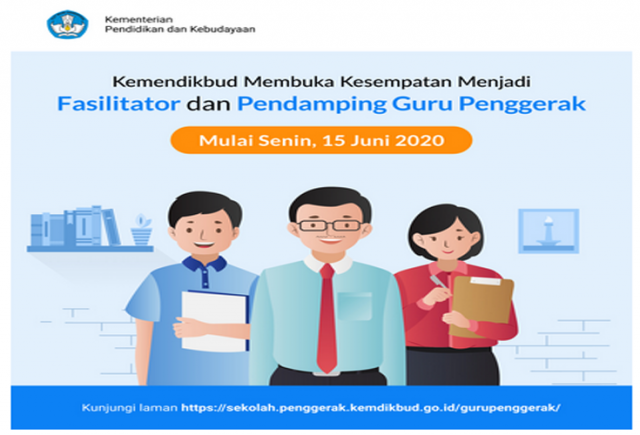 Kementerian
Pendidikan dan Kebudayaan
Kemendikbud Membuka Kesempatan Menjadi
Fasilitator dan Pendamping Guru Penggerak
Mulai Senin, 15 Juni 2020
Kunjungi laman https://sekolah.penggerak.kemdikbud.go.id/gurupenggerak/